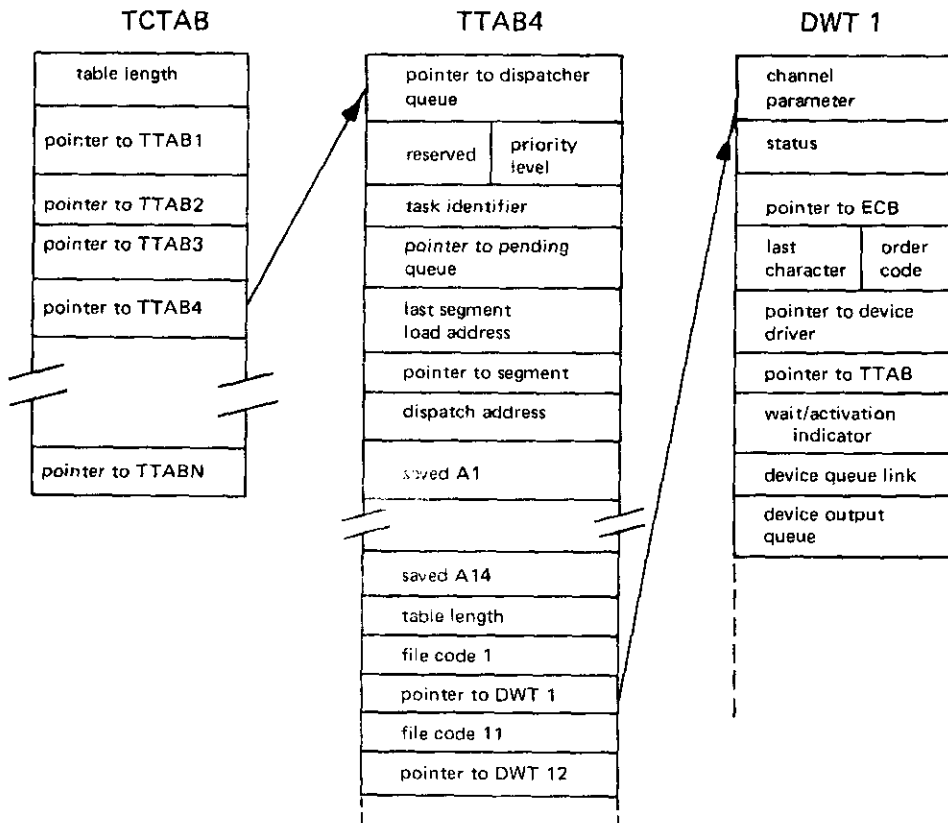 TCTAB
table length
pointer to TTAB1
pointer to TTAB2
pointer to TTAB3
pointer to TTAB4
pointer to TTABN
TTAB4
pointer to dispatcher
queue
reserved
priority
level
task identifier
pointer to pending
queue
last segment
load address
pointer to segment
dispatch address
saved A1
saved A14
table length
file code 1
pointer to DWT 1
file code 11
pointer to DWT 12
DWT 1
channel
parameter
status
pointer to ECB
last
character
order
code
pointer to device
driver
pointer to TTAB
wait/activation
indicator
device queue link
device output
queue